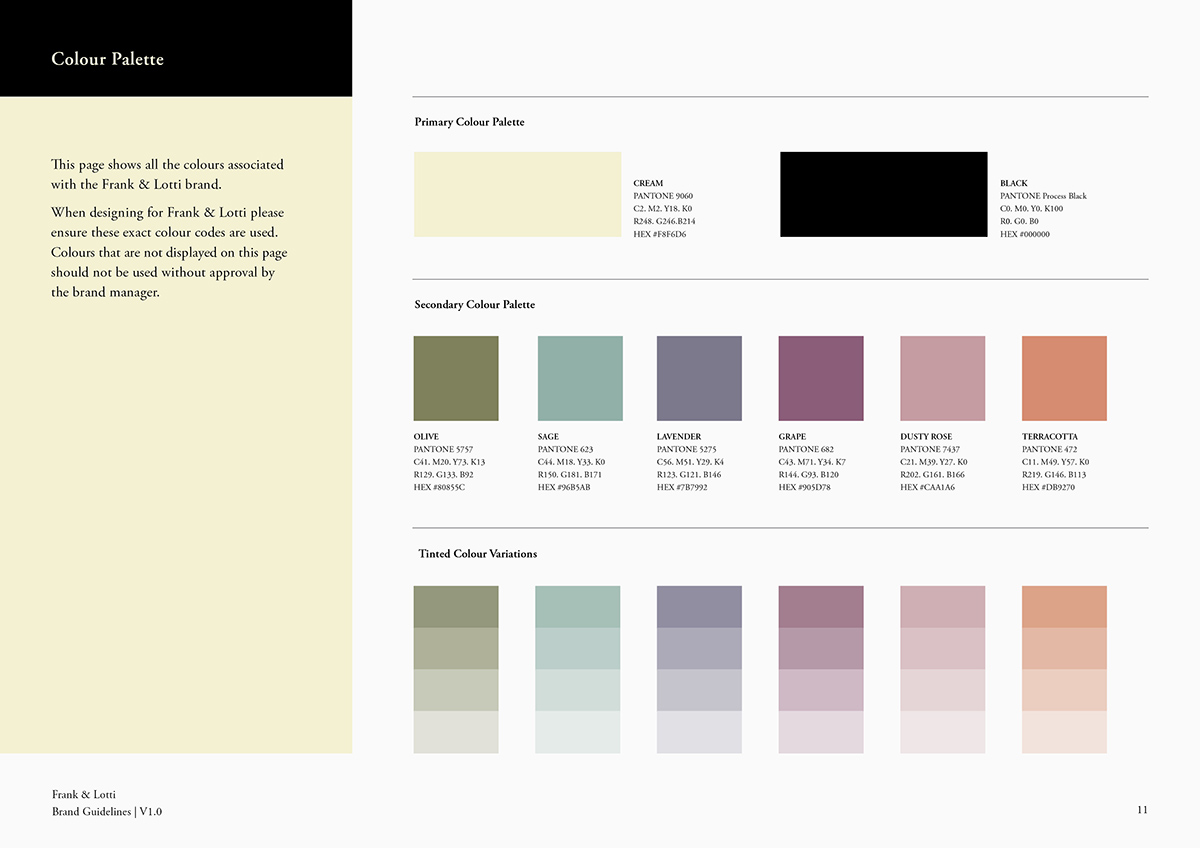 Colour Palette
This page shows all the colours associated
with the Frank & Lotti brand.
When designing for Frank & Lotti please
ensure these exact colour codes are used.
Colours that are not displayed on this page
should not be used without approval by
the brand manager.
Primary Colour Palette
CREAM
PANTONE 9060
C2. M2. Y18. K0
R248. G246.B214
HEX #F8F6D6
BLACK
PANTONE Process Black
C0. M0. Y0. K100
R0. G0. B0
HEX #000000
Secondary Colour Palette
OLIVE
PANTONE 5757
C41. M20. Y73. K13
R129. G133. B92
HEX #80855C
SAGE
PANTONE 623
C44. M18. Y33. K0
R150. G181. B171
HEX #96B5AB
LAVENDER
PANTONE 5275
C56. M51. Y29. K4
R123. G121. B146
HEX #7B7992
GRAPE
PANTONE 682
C43. M71. Y34. K7
R144. G93. B120
HEX #905D78
DUSTY ROSE
PANTONE 7437
C21. M39. Y27. K0
R202. G161. B166
HEX #CAA1A6
TERRACOTTA
PANTONE 472
C11. M49. Y57. K0
R219. G146. B113
HEX #DB9270
Tinted Colour Variations
Frank & Lotti
Brand Guidelines | V1.0
11